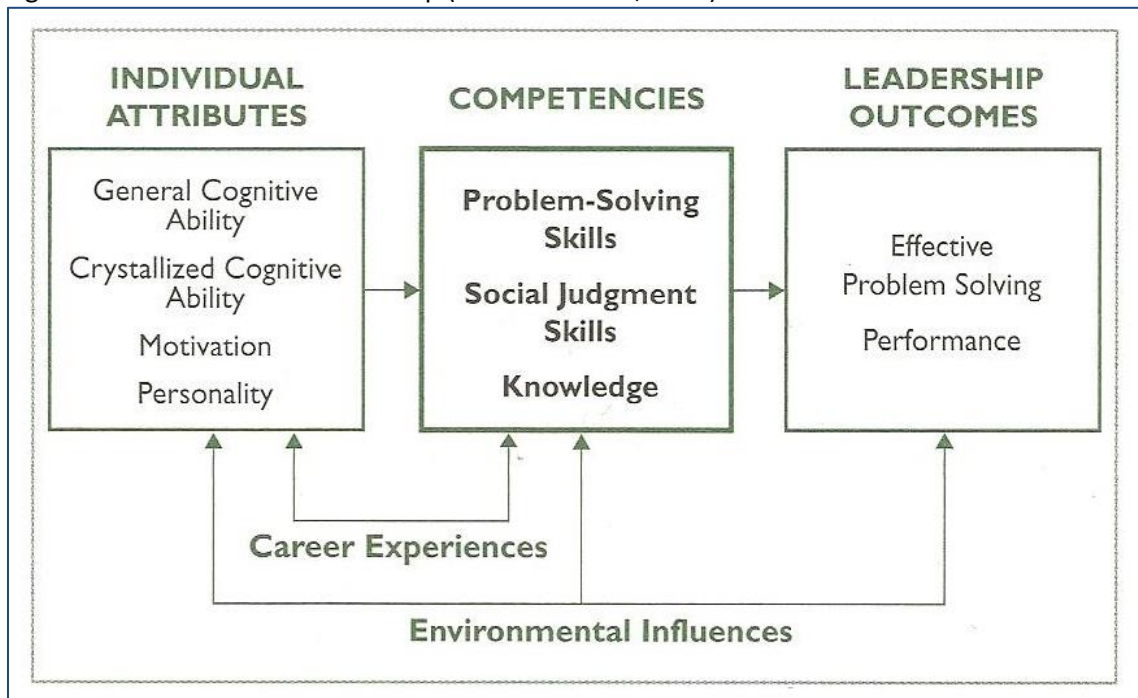 INDIVIDUAL
ATTRIBUTES
General Cognitive
Ability
Crystallized Cognitive
Ability
Motivation
Personality
COMPETENCIES
Problem-Solving
Skills
Social Judgment
Skills
Knowledge
LEADERSHIP
OUTCOMES
Effective
Problem Solving
Performance
Career Experiences
Environmental Influences